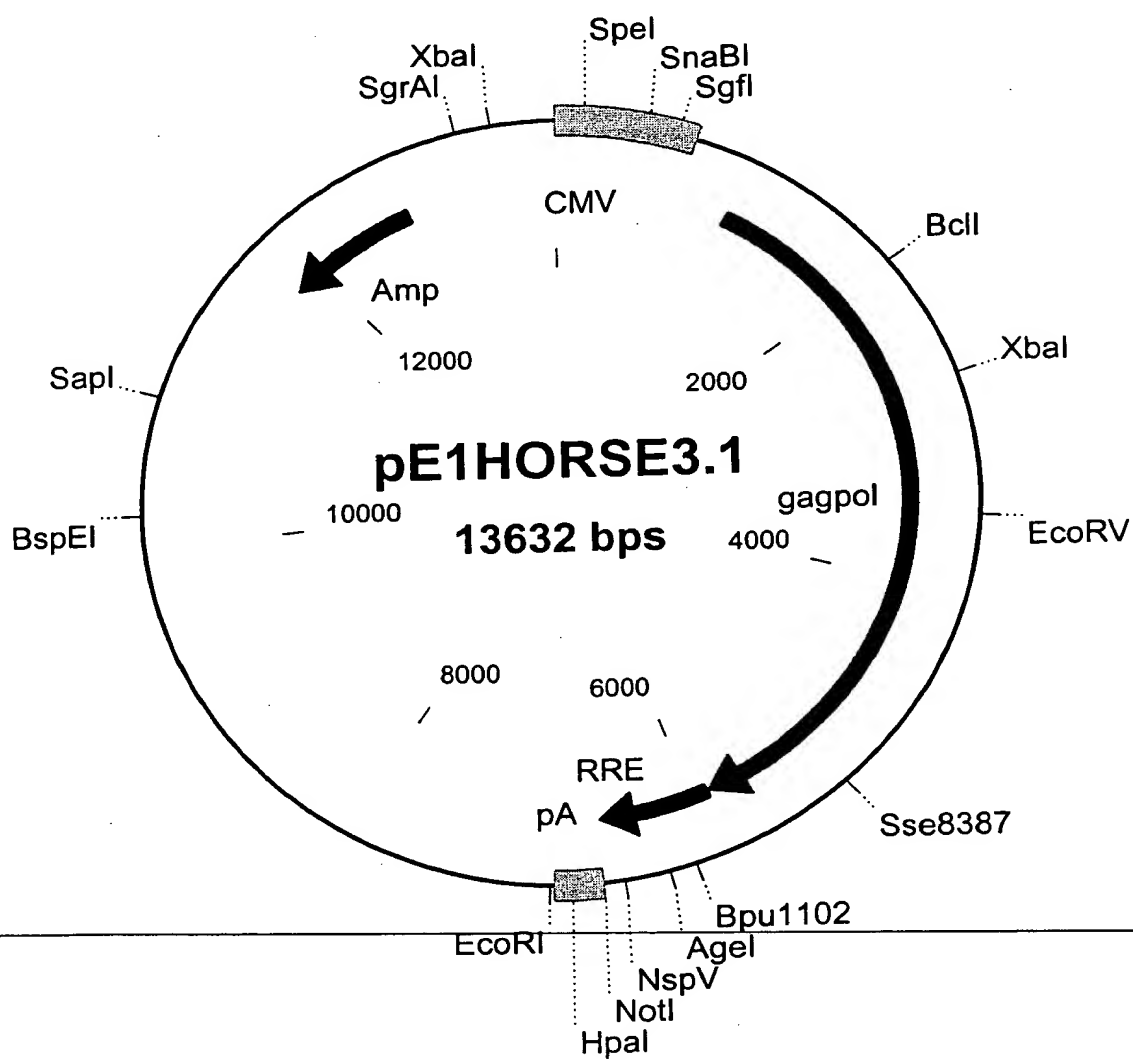 SpeI
XbaI
SnaBI
SgrAI
SgfI
CMV
BclI
Amp
12000
XbaI
2000
SapI
pE1HORSE3.1
gagpol
10000
4000
EcoRV
BspEI
13632 bps
8000
6000
RRE
pA
Sse8387
Bpu1102
EcoRI
AgeI
NspV
NotI
HpaI